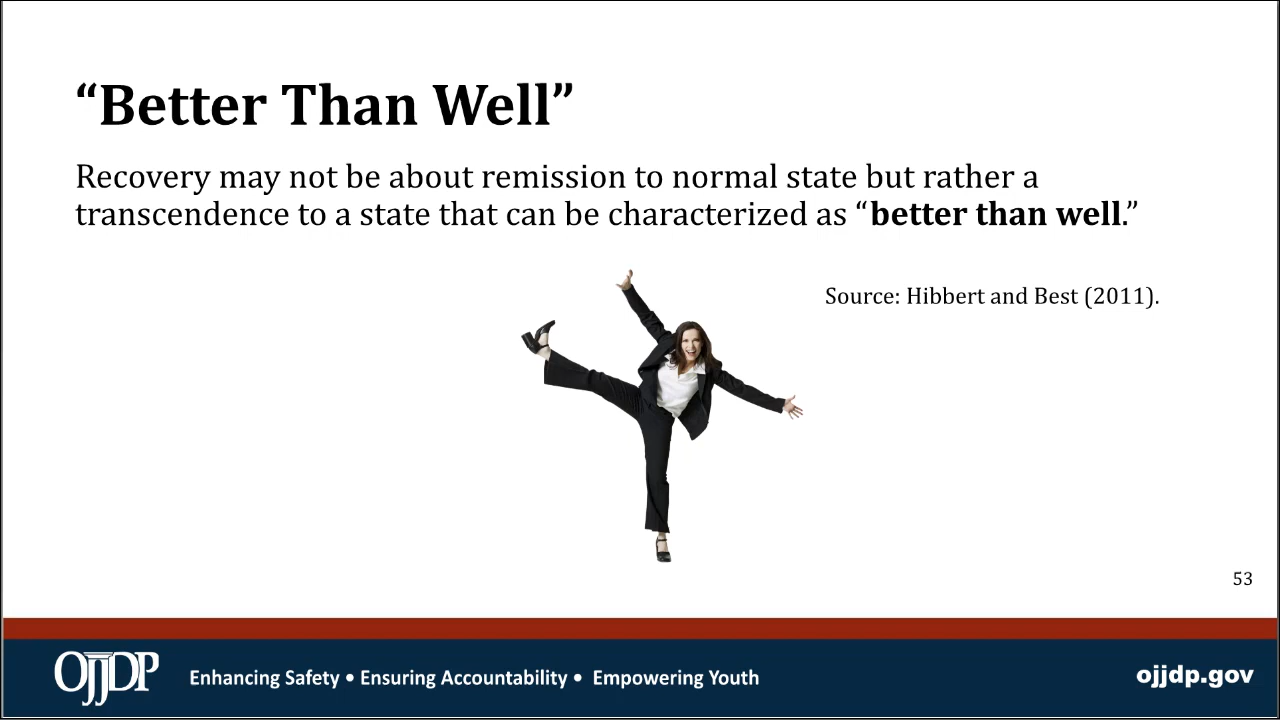 “Better Than Well”
Recovery may not be about remission to normal state but rather a
transcendence to a state that can be characterized as “better than well.”
Source: Hibbert and Best (2011).
53
OJJDP
Enhancing Safety • Ensuring Accountability • Empowering Youth
ojjdp.gov